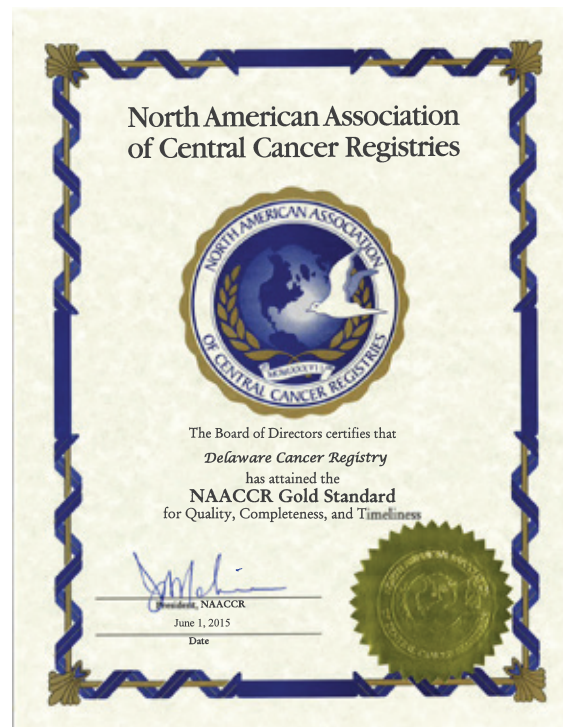 North American Association
of Central Cancer Registries
NORTH AMERICAN ASSOCIATION
OF CENTRAL CANCER REGISTRIES
The Board of Directors certifies that
Delaware Cancer Registry
has attained the
NAACCR Gold Standard
for Quality, Completeness, and Timeliness
President, NAACCR
June 1, 2015
Date